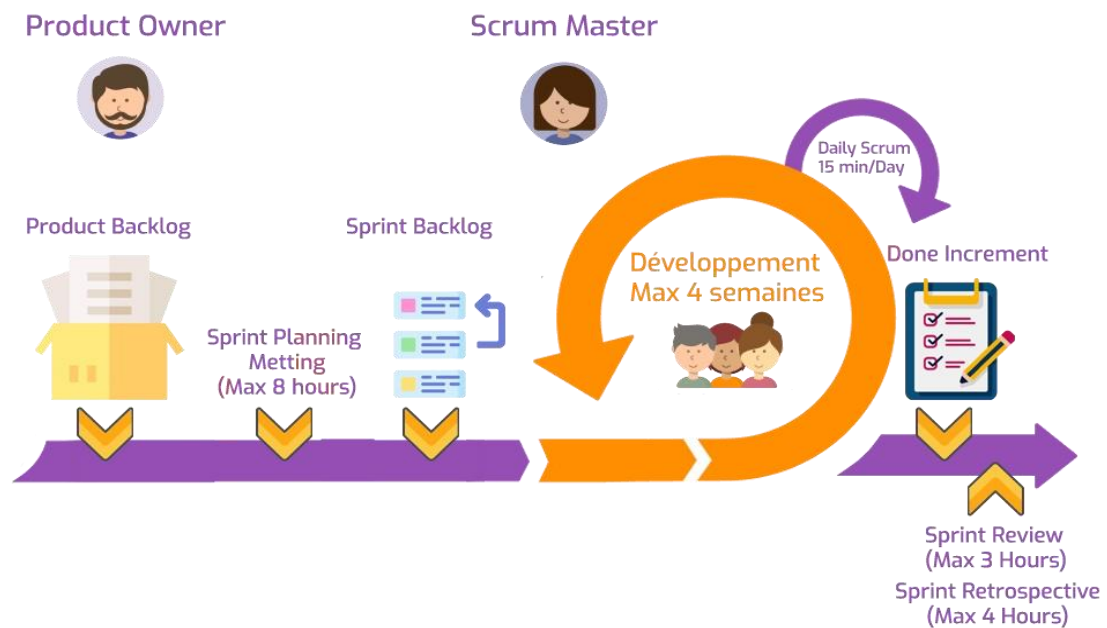 Product Owner
Scrum Master
Daily Scrum
15 min/Day
Product Backlog
Sprint Backlog
Développement
Max 4 semaines
Done Increment
Sprint Planning
Metting
(Max 8 hours)
Sprint Review
(Max 3 Hours)
Sprint Retrospective
(Max 4 Hours)